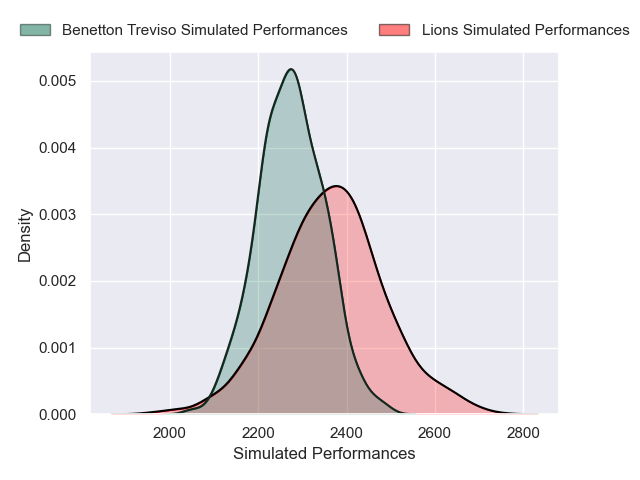 Benetton Treviso Simulated Performances Lions Simulated Performances
0.005
0.004
0.003
0.002
0.001
0.000
Density
2000 2200 2400 2600 2800
Simulated Performances